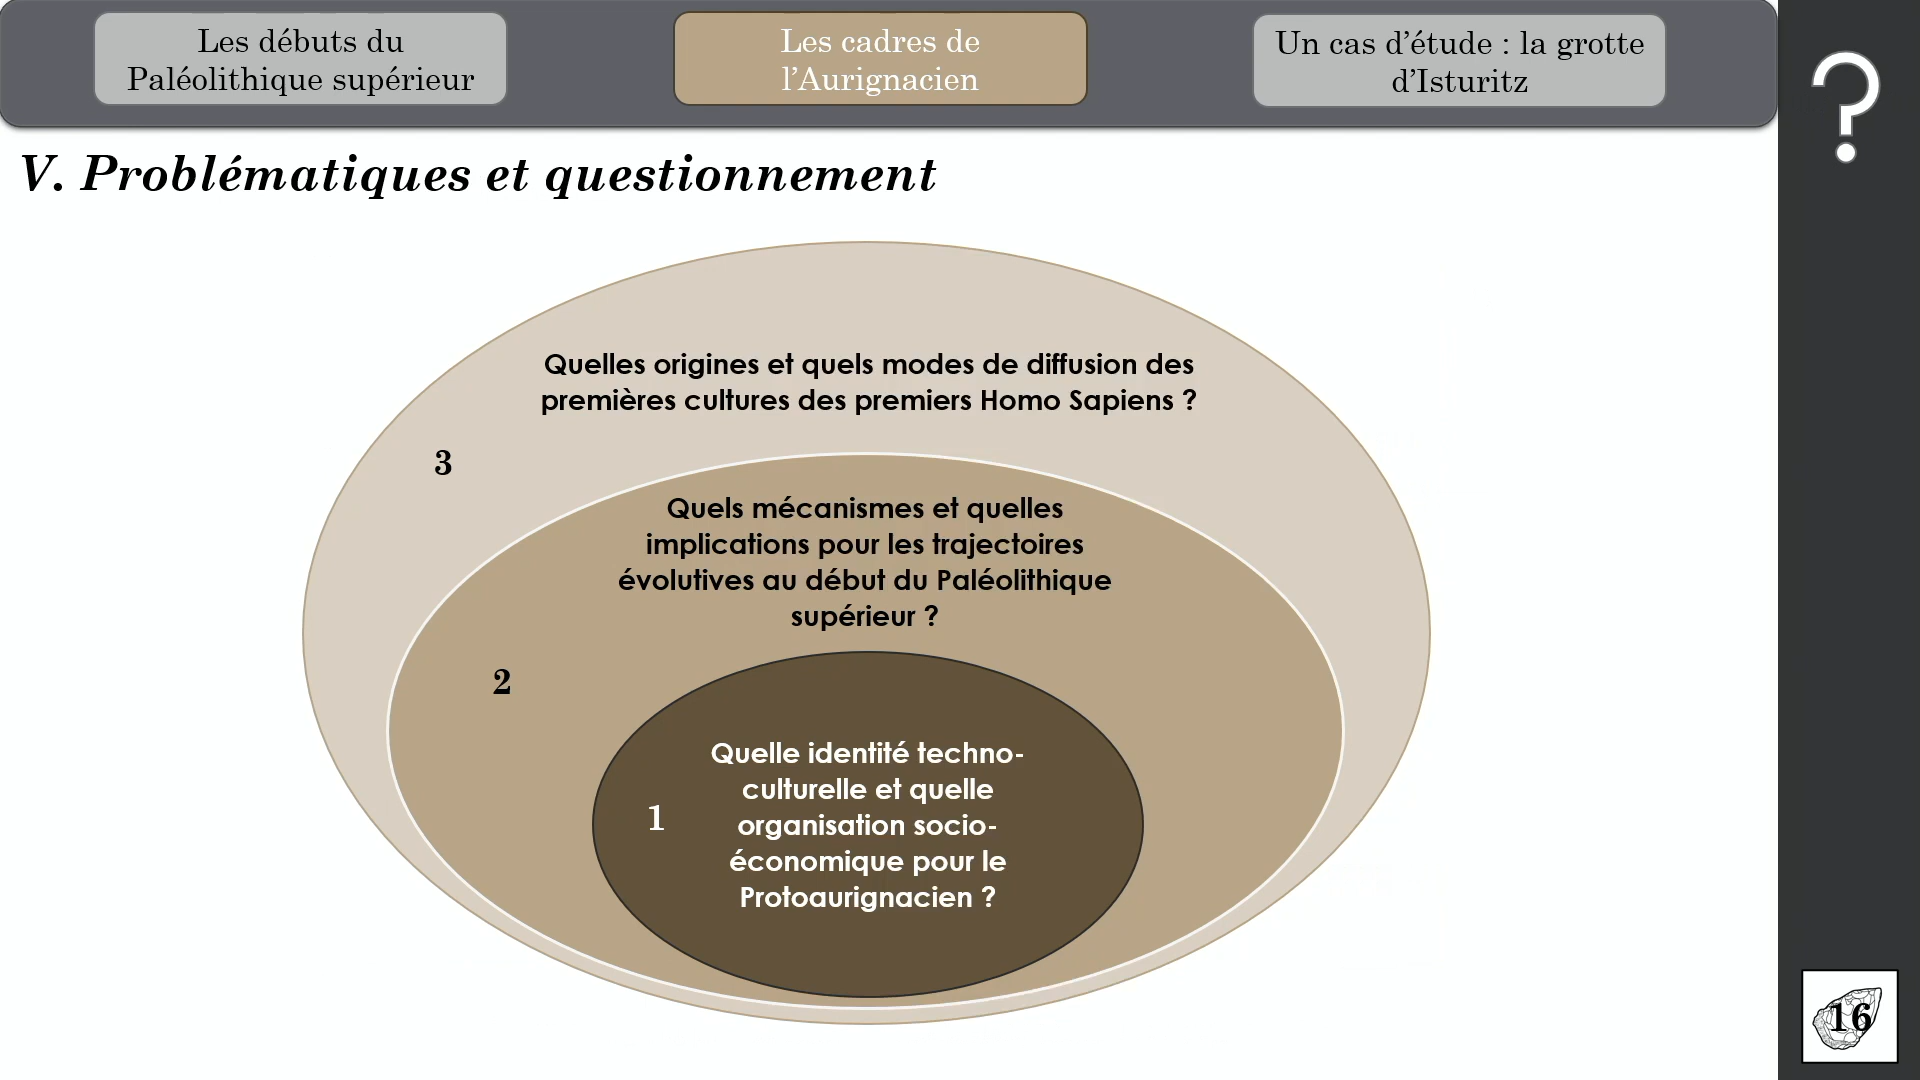 Les débuts du
Paléolithique supérieur
Les cadres de
l’Aurignacien
Un cas d’étude : la grotte
d’Isturitz
?
V. Problématiques et questionnement
Quelles origines et quels modes de diffusion des
premières cultures des premiers Homo Sapiens ?
3
Quels mécanismes et quelles
implications pour les trajectoires
évolutives au début du Paléolithique
supérieur ?
2
Quelle identité techno-
culturelle et quelle
organisation socio-
économique pour le
Protoaurignacien ?
1
16